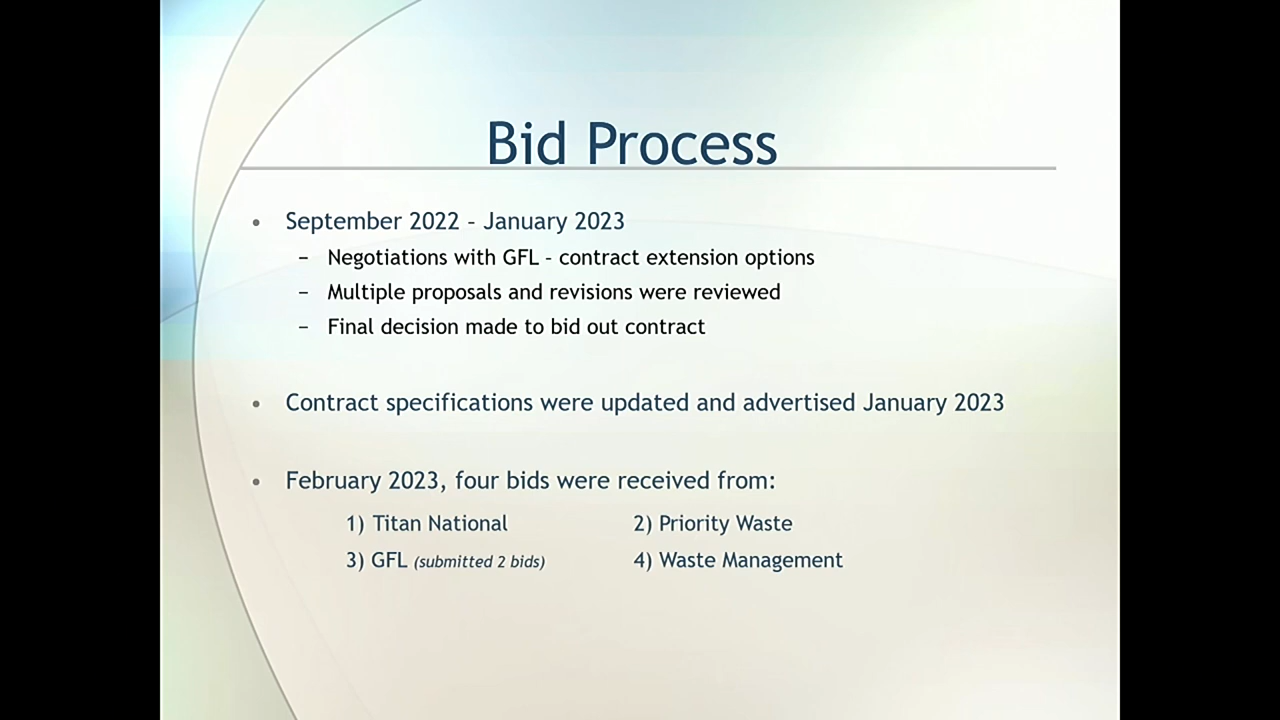 Bid Process
• September 2022 – January 2023
– Negotiations with GFL - contract extension options
– Multiple proposals and revisions were reviewed
– Final decision made to bid out contract
• Contract specifications were updated and advertised January 2023
• February 2023, four bids were received from:
1) Titan National 2) Priority Waste
3) GFL (submitted 2 bids) 4) Waste Management